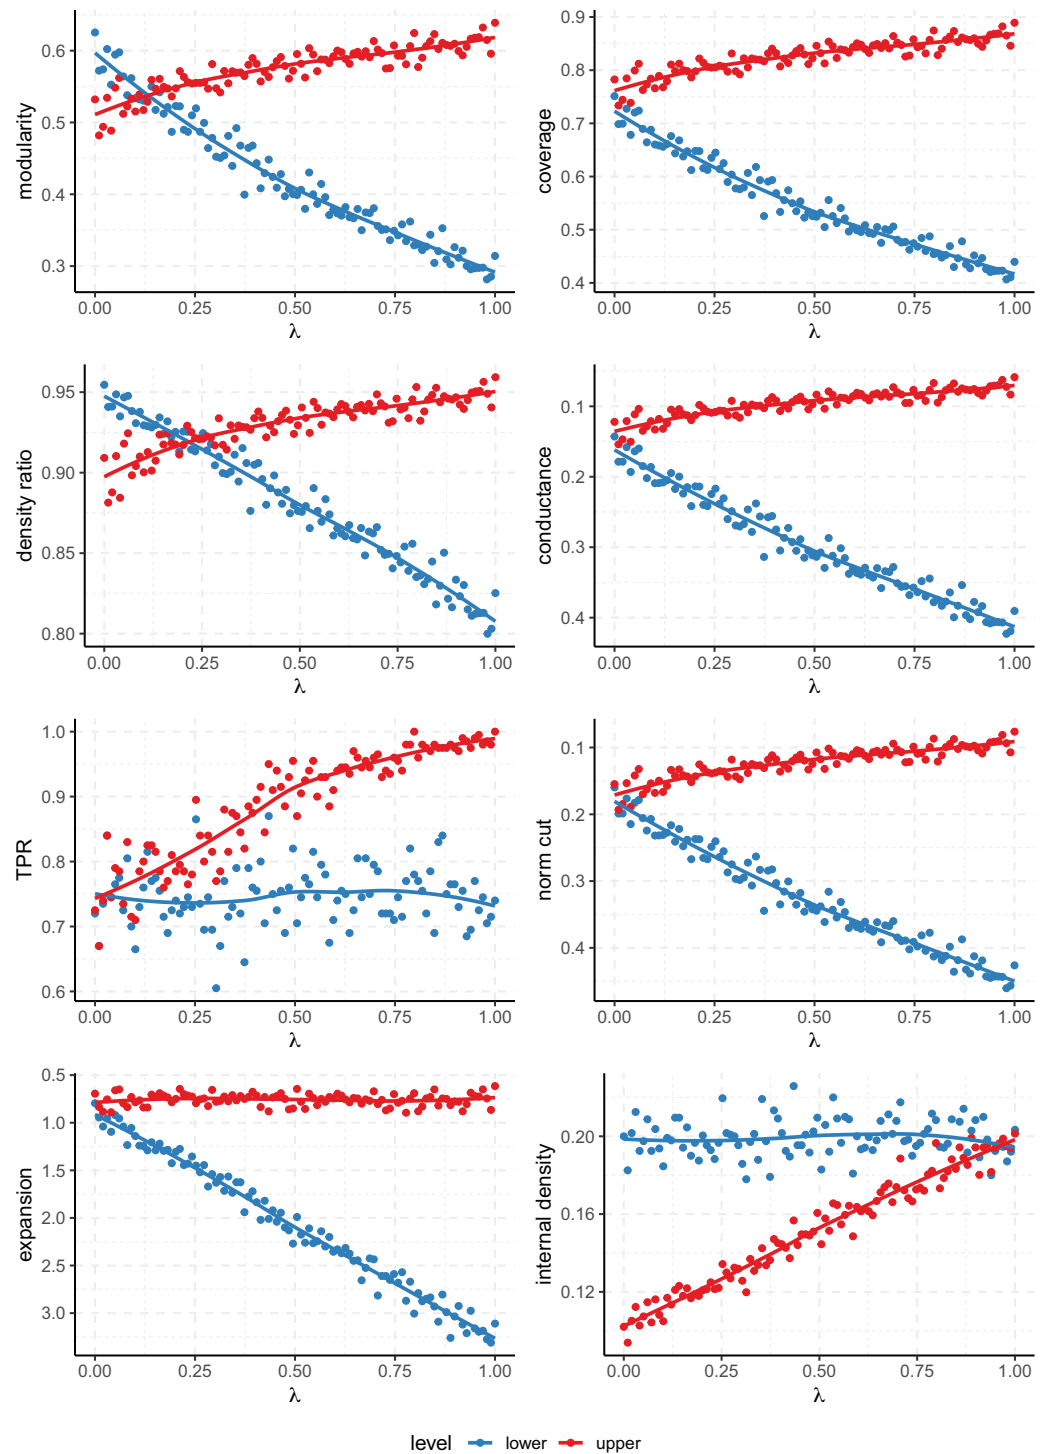 modularity
0.6
0.5
0.4
0.3
0.00 0.25 0.50 0.75 1.00
λ
coverage
0.9
0.8
0.7
0.6
0.5
0.4
0.00 0.25 0.50 0.75 1.00
λ
density ratio
0.95
0.90
0.85
0.80
0.00 0.25 0.50 0.75 1.00
λ
conductance
0.1
0.2
0.3
0.4
0.00 0.25 0.50 0.75 1.00
λ
TPR
1.0
0.9
0.8
0.7
0.6
0.00 0.25 0.50 0.75 1.00
λ
norm cut
0.1
0.2
0.3
0.4
0.00 0.25 0.50 0.75 1.00
λ
expansion
0.5
1.0
1.5
2.0
2.5
3.0
0.00 0.25 0.50 0.75 1.00
λ
internal density
0.20
0.16
0.12
0.00 0.25 0.50 0.75 1.00
λ
level lower upper